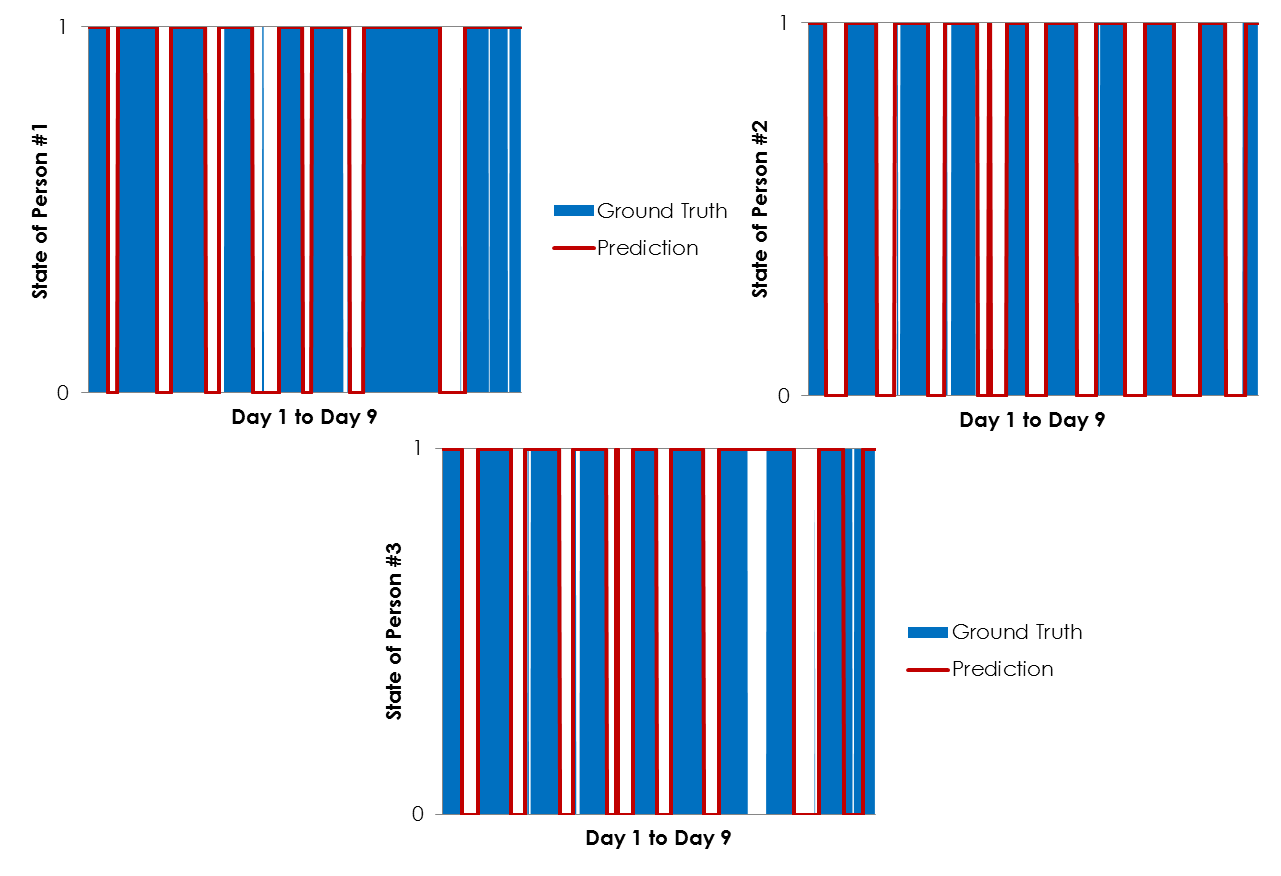 1
State of Person #1
0
Day 1 to Day 9
Ground Truth
Prediction
1
State of Person #2
0
Day 1 to Day 9
1
State of Person #3
0
Day 1 to Day 9
Ground Truth
Prediction